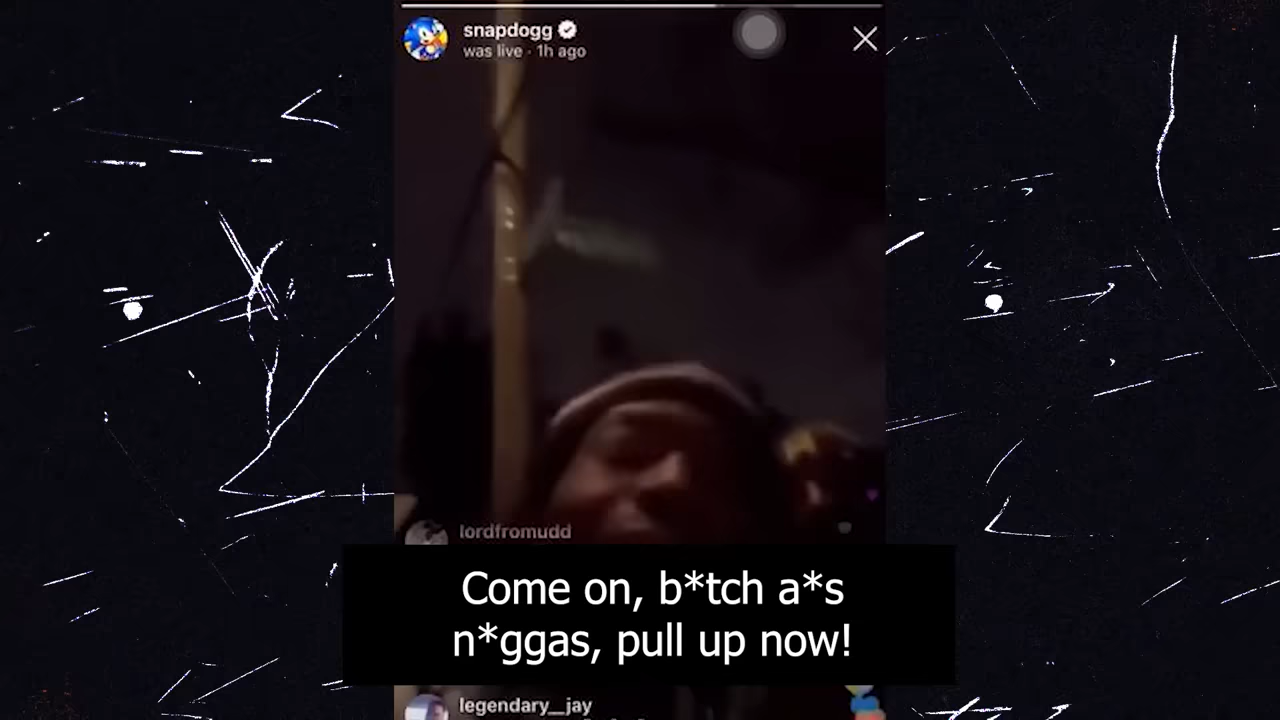 snapdogg
was live · 1h ago
lordfromudd
Come on, b*tch a*s
n*ggas, pull up now!
legendary__jay